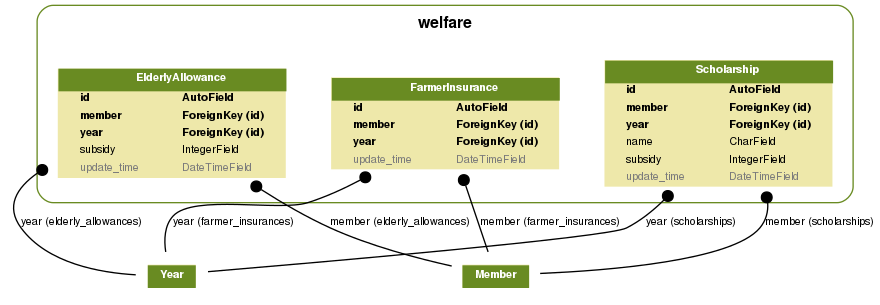 welfare
ElderlyAllowance
id AutoField
member ForeignKey (id)
year ForeignKey (id)
subsidy IntegerField
update_time DateTimeField
FarmerInsurance
id AutoField
member ForeignKey (id)
year ForeignKey (id)
update_time DateTimeField
Scholarship
id AutoField
member ForeignKey (id)
year ForeignKey (id)
name CharField
subsidy IntegerField
update_time DateTimeField
year (elderly_allowances)
year (farmer_insurances)
member (elderly_allowances)
member (farmer_insurances)
year (scholarships)
member (scholarships)
Year
Member